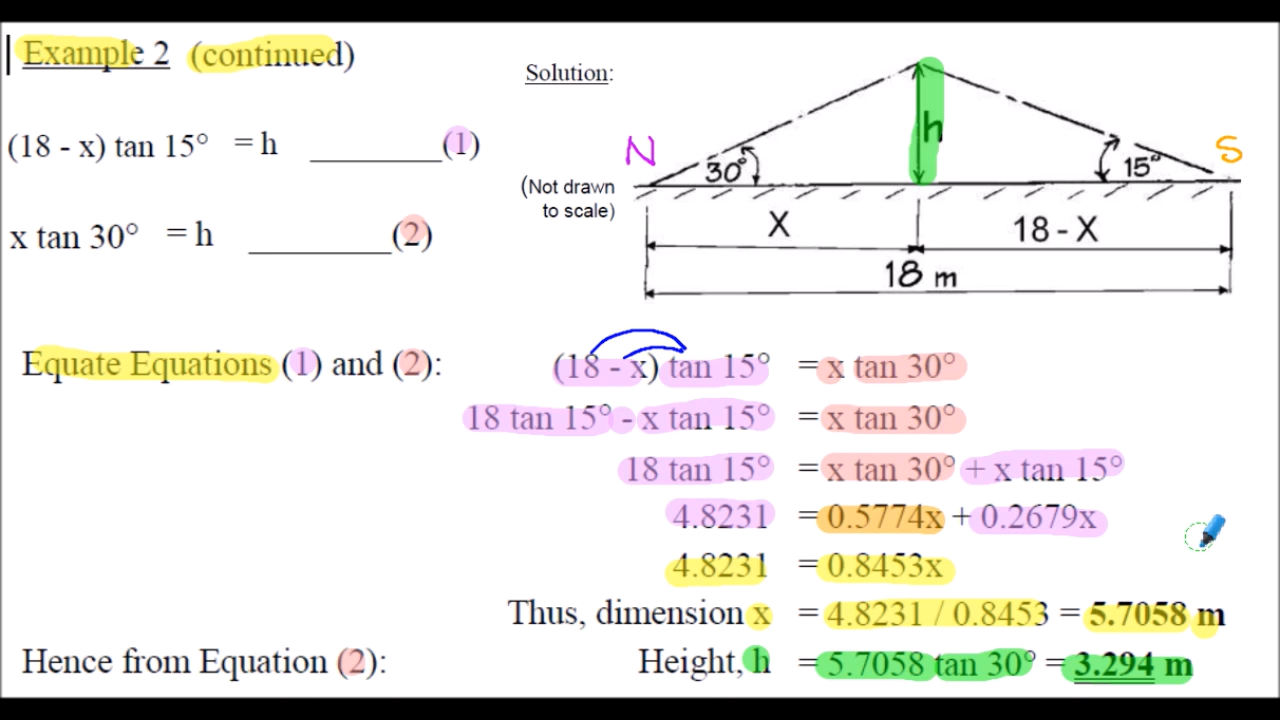 Example 2 (continued)
Solution:
(18 - x) tan 15° = h ________(1)
x tan 30° = h _________(2)
N
30°
h
15°
S
(Not drawn
to scale)
X
18 - X
18 m
Equate Equations (1) and (2):
(18 - x) tan 15° = x tan 30°
18 tan 15° - x tan 15° = x tan 30°
18 tan 15° = x tan 30° + x tan 15°
4.8231 = 0.5774x + 0.2679x
4.8231 = 0.8453x
Thus, dimension x = 4.8231 / 0.8453 = 5.7058 m
Hence from Equation (2): Height, h = 5.7058 tan 30° = 3.294 m